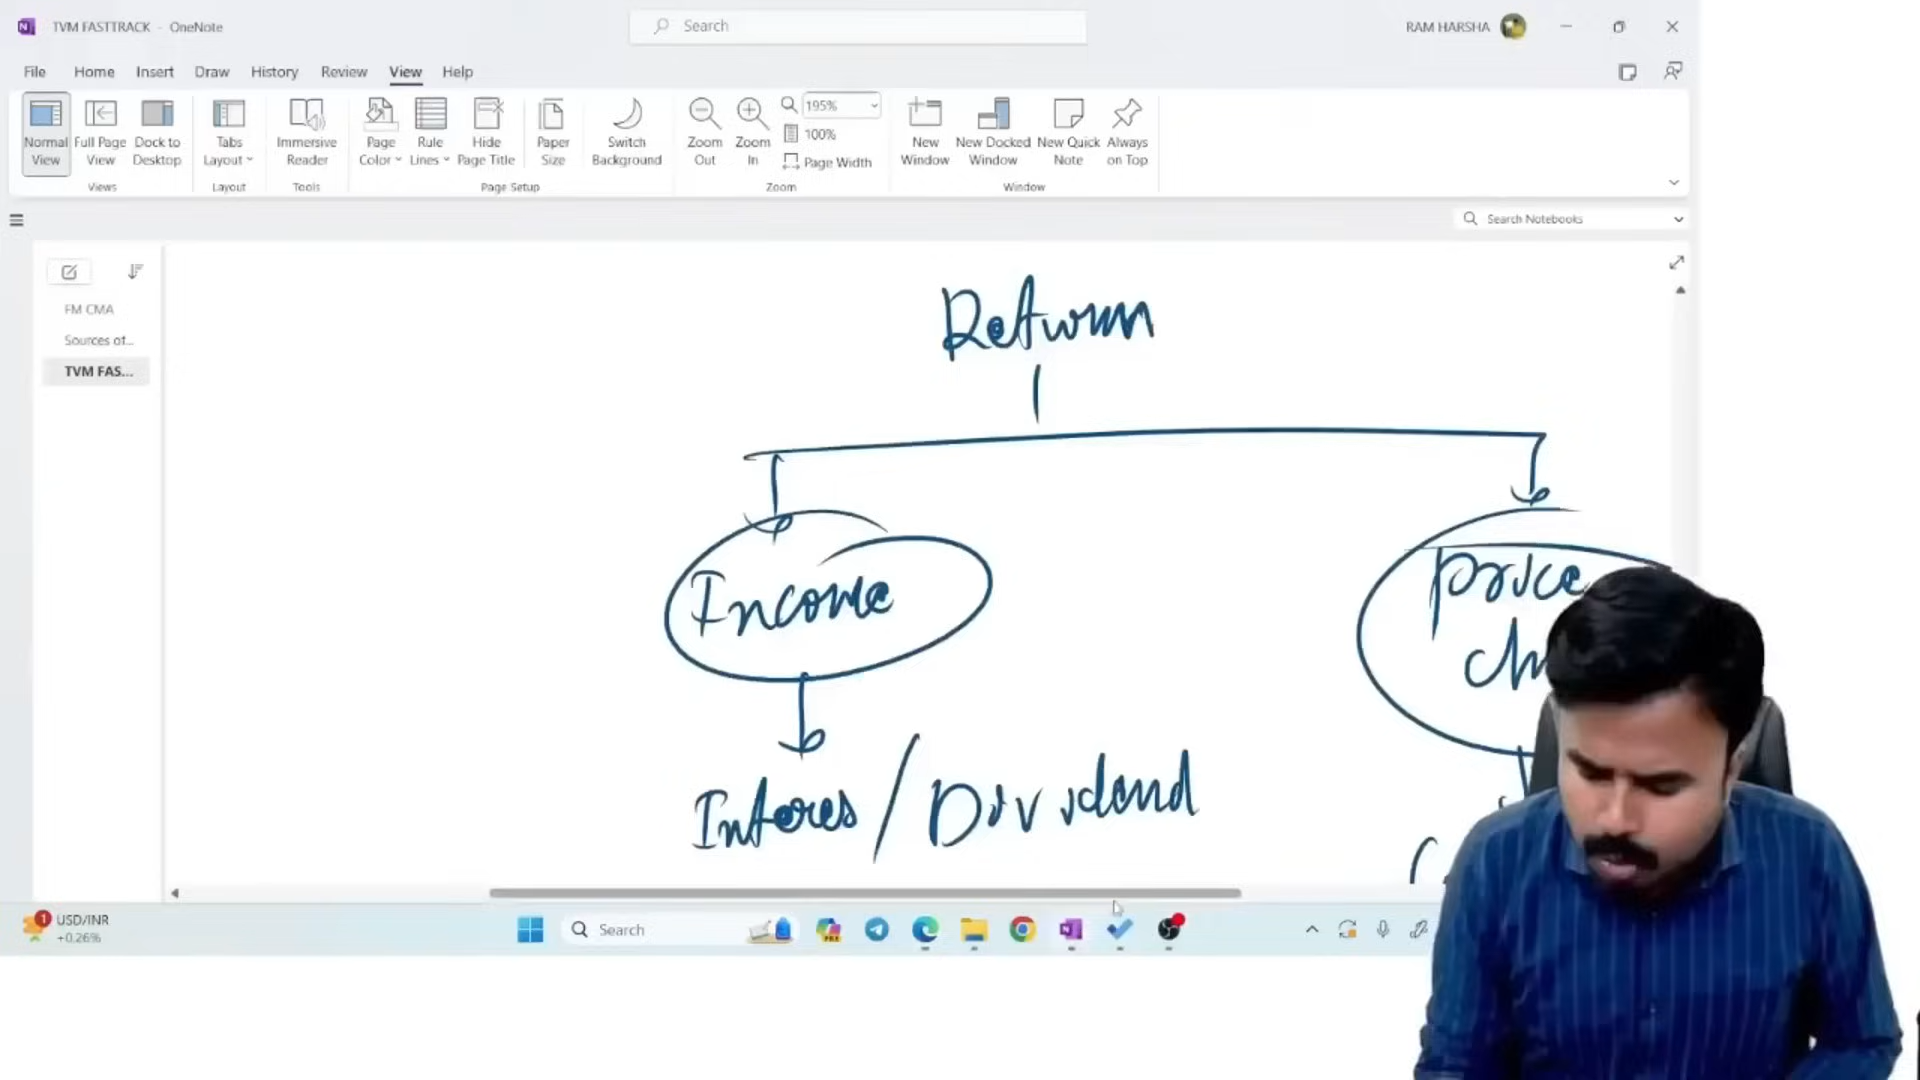 TVM FASTTRACK - OneNote
Search
RAM HARSHA
File Home Insert Draw History Review View Help
Normal View
Full Page View
Dock to Desktop
Tabs Layout
Immersive Reader
Page Color
Rule Lines
Hide Page Title
Paper Size
Switch Background
Zoom Out
Zoom In
195%
100%
Page Width
New Window
New Docked Window
New Quick Note
Always on Top
Views
Layout
Tools
Page Setup
Zoom
Window
Search Notebooks
FM CMA
Sources of...
TVM FAS...
Return
Income
Price
Ch
Interes / Dividend
1
USD/INR
+0.26%
Search